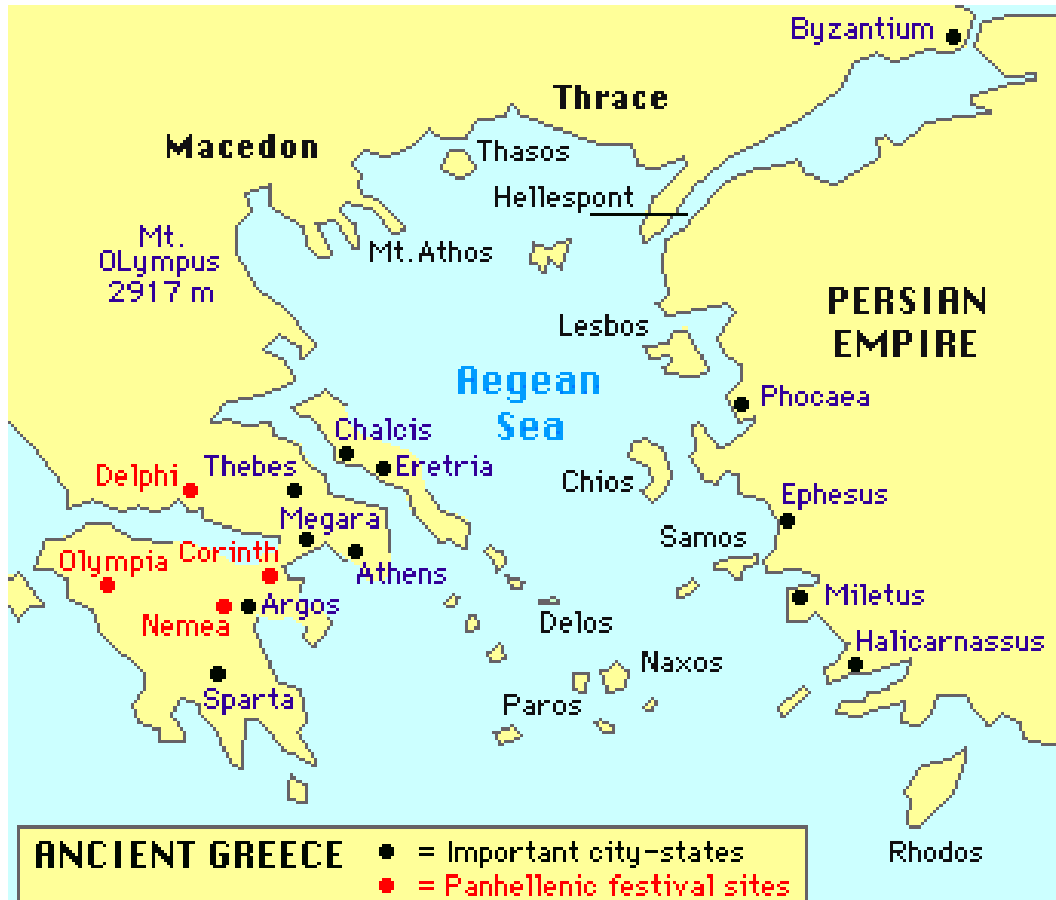 Byzantium
Thrace
Macedon
Thasos
Hellespont
Mt.
OLympus
2917 m
Mt. Athos
PERSIAN
EMPIRE
Lesbos
Aegean
Sea
Phocaea
Chalcis
Eretria
Thebes
Delphi
Chios
Ephesus
Megara
Samos
Corinth
Olympia
Athens
Miletus
Argos
Nemea
Delos
Halicarnassus
Naxos
Sparta
Paros
Rhodos
ANCIENT GREECE
= Important city-states
= Panhellenic festival sites